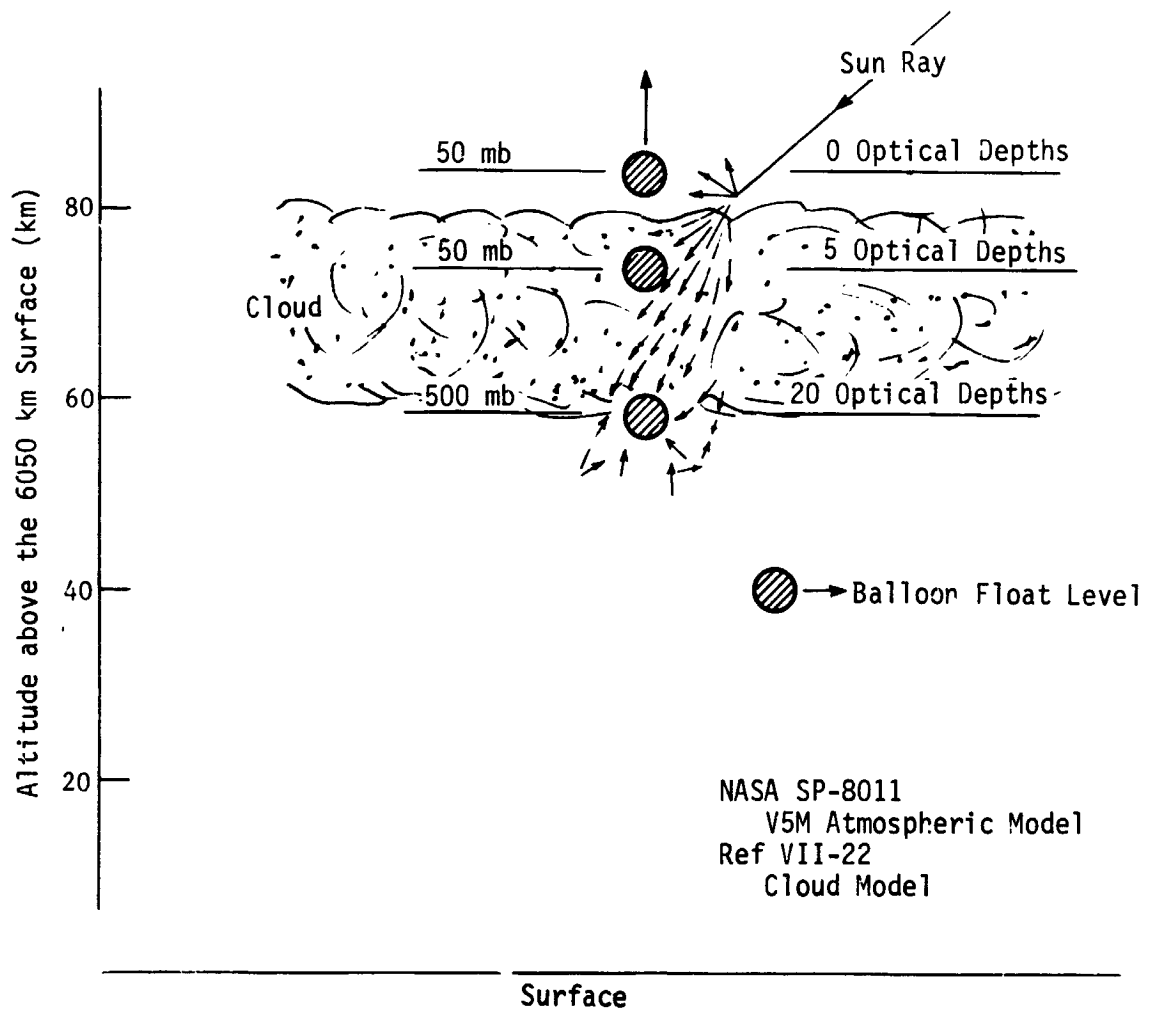 Sun Ray
50 mb
0 Optical Depths
80
50 mb
5 Optical Depths
Cloud
60
500 mb
20 Optical Depths
40
Balloon Float Level
20
NASA SP-8011
V5M Atmospheric Model
Ref VII-22
Cloud Model
Surface
Altitude above the 6050 km Surface (km)